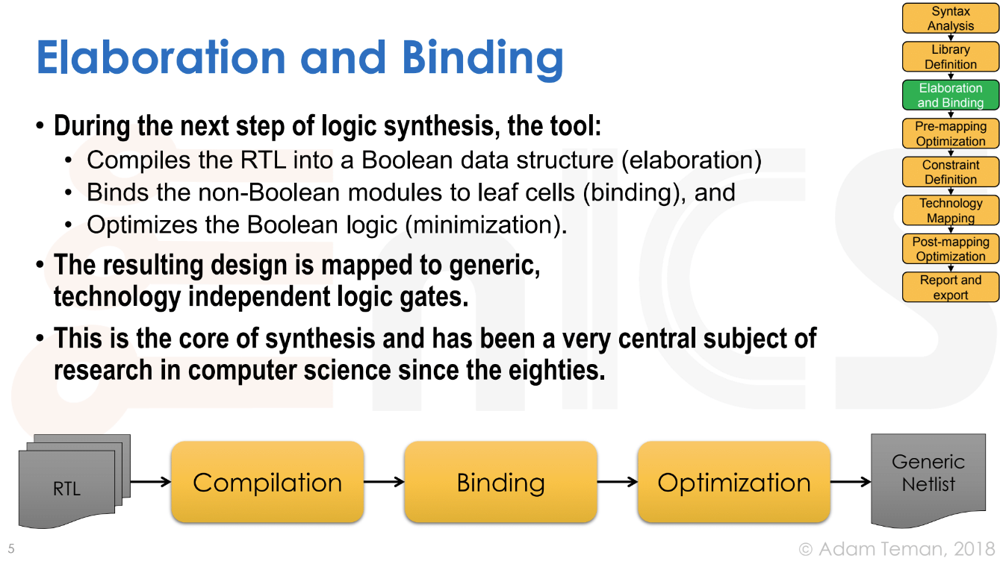 Elaboration and Binding
• During the next step of logic synthesis, the tool:
• Compiles the RTL into a Boolean data structure (elaboration)
• Binds the non-Boolean modules to leaf cells (binding), and
• Optimizes the Boolean logic (minimization).
• The resulting design is mapped to generic,
technology independent logic gates.
• This is the core of synthesis and has been a very central subject of
research in computer science since the eighties.
Syntax
Analysis
Library
Definition
Elaboration
and Binding
Pre-mapping
Optimization
Constraint
Definition
Technology
Mapping
Post-mapping
Optimization
Report and
export
RTL
Compilation
Binding
Optimization
Generic
Netlist
5
© Adam Teman, 2018